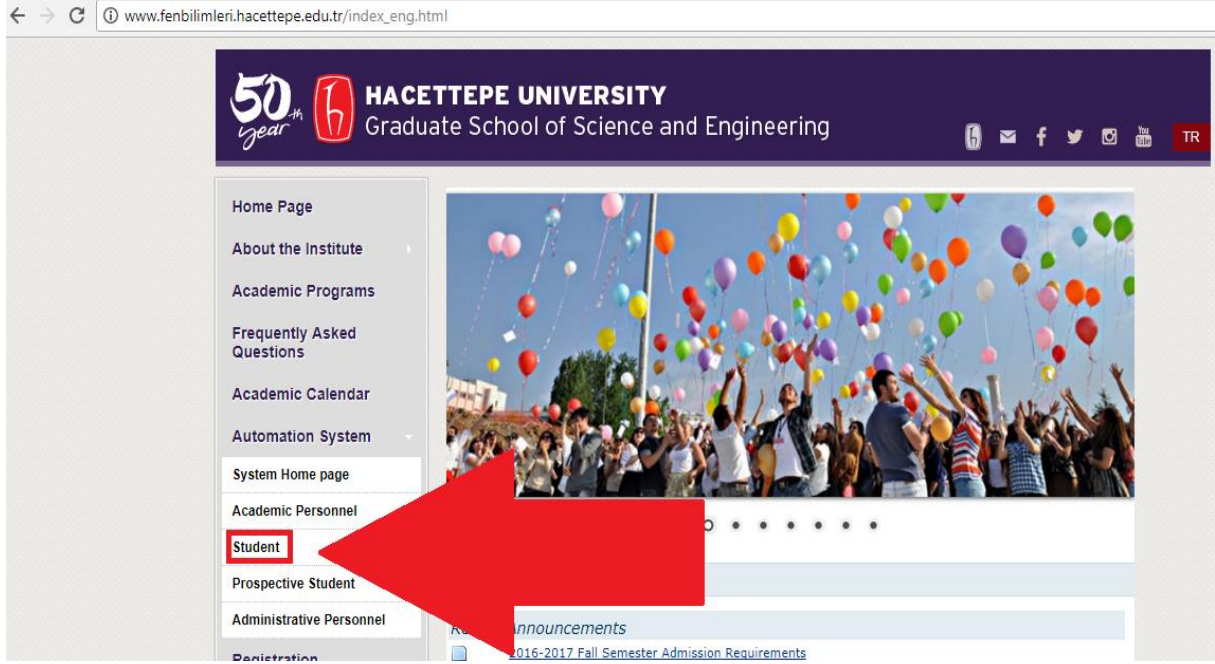 www.fenbilimleri.hacettepe.edu.tr/index_eng.html
50th year
HACETTEPE UNIVERSITY
Graduate School of Science and Engineering
You Tube
TR
Home Page
About the Institute
Academic Programs
Frequently Asked
Questions
Academic Calendar
Automation System
System Home page
Academic Personnel
Student
Prospective Student
Administrative Personnel
Registration
Announcements
2016-2017 Fall Semester Admission Requirements